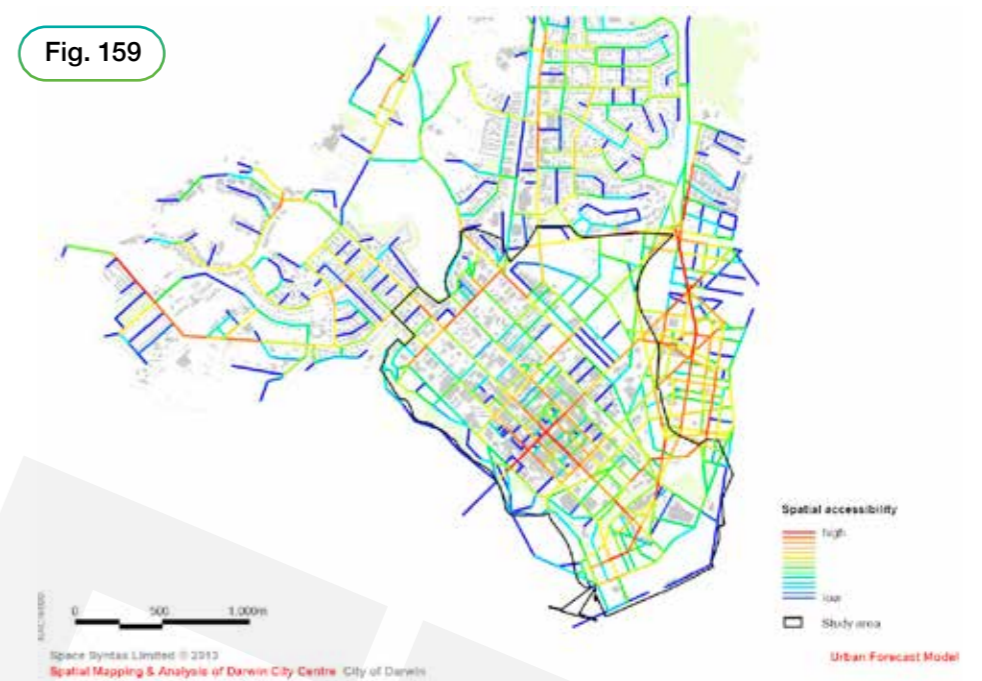 Fig. 159
Spatial accessibility
high
low
Study area
0 500 1,000m
Space Syntax Limited © 2013
Spatial Mapping & Analysis of Darwin City Centre City of Darwin
Urban Forecast Model